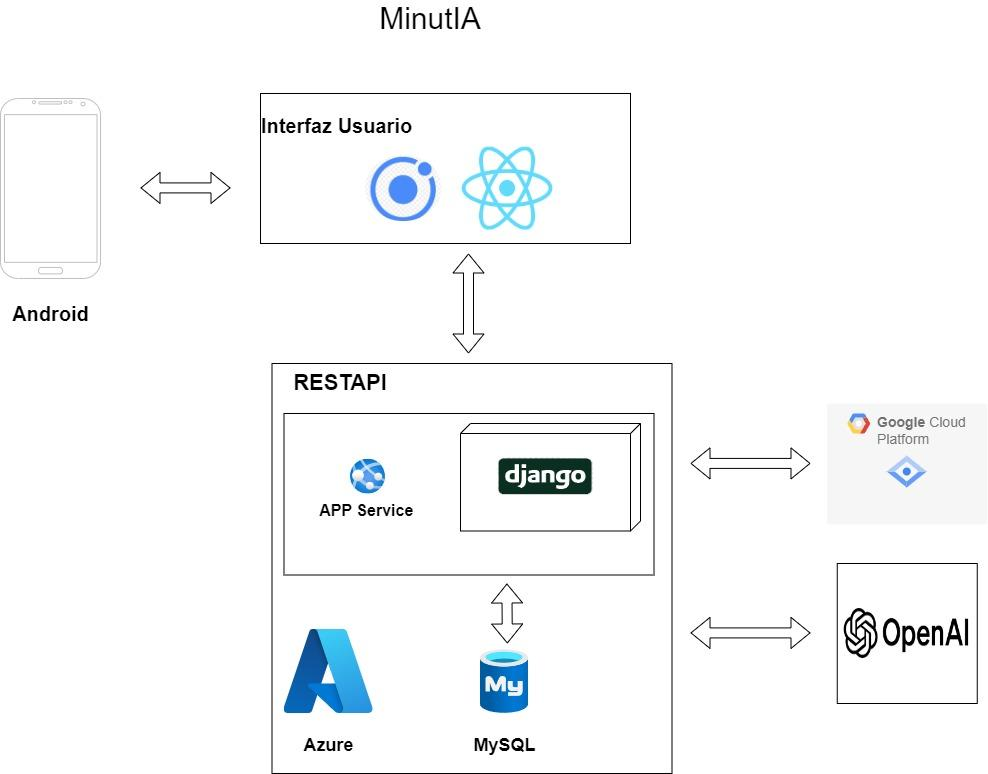 MinutIA
Interfaz Usuario
Android
RESTAPI
django
APP Service
Google Cloud
Platform
OpenAI
My
Azure
MySQL